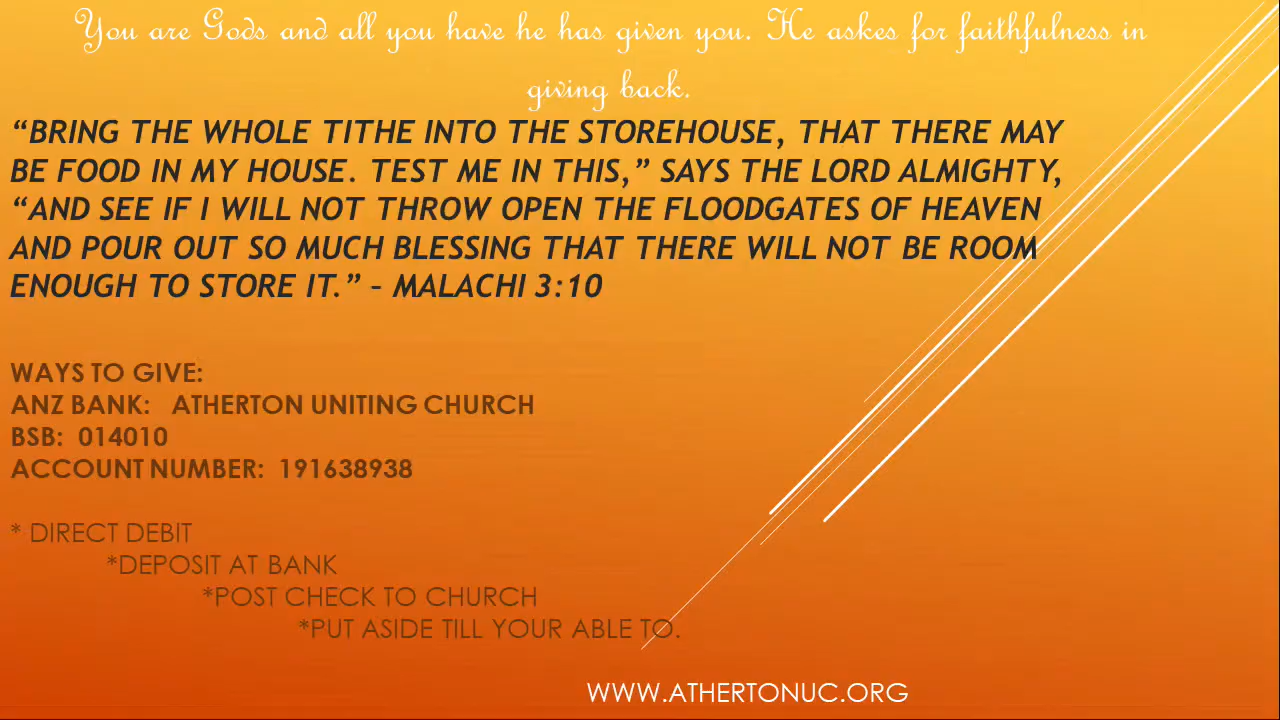 You are Gods and all you have he has given you. He askes for faithfulness in
giving back.
“BRING THE WHOLE TITHE INTO THE STOREHOUSE, THAT THERE MAY
BE FOOD IN MY HOUSE. TEST ME IN THIS,” SAYS THE LORD ALMIGHTY,
“AND SEE IF I WILL NOT THROW OPEN THE FLOODGATES OF HEAVEN
AND POUR OUT SO MUCH BLESSING THAT THERE WILL NOT BE ROOM
ENOUGH TO STORE IT.” – MALACHI 3:10
WAYS TO GIVE:
ANZ BANK: ATHERTON UNITING CHURCH
BSB: 014010
ACCOUNT NUMBER: 191638938
* DIRECT DEBIT
*DEPOSIT AT BANK
*POST CHECK TO CHURCH
*PUT ASIDE TILL YOUR ABLE TO.
WWW.ATHERTONUC.ORG